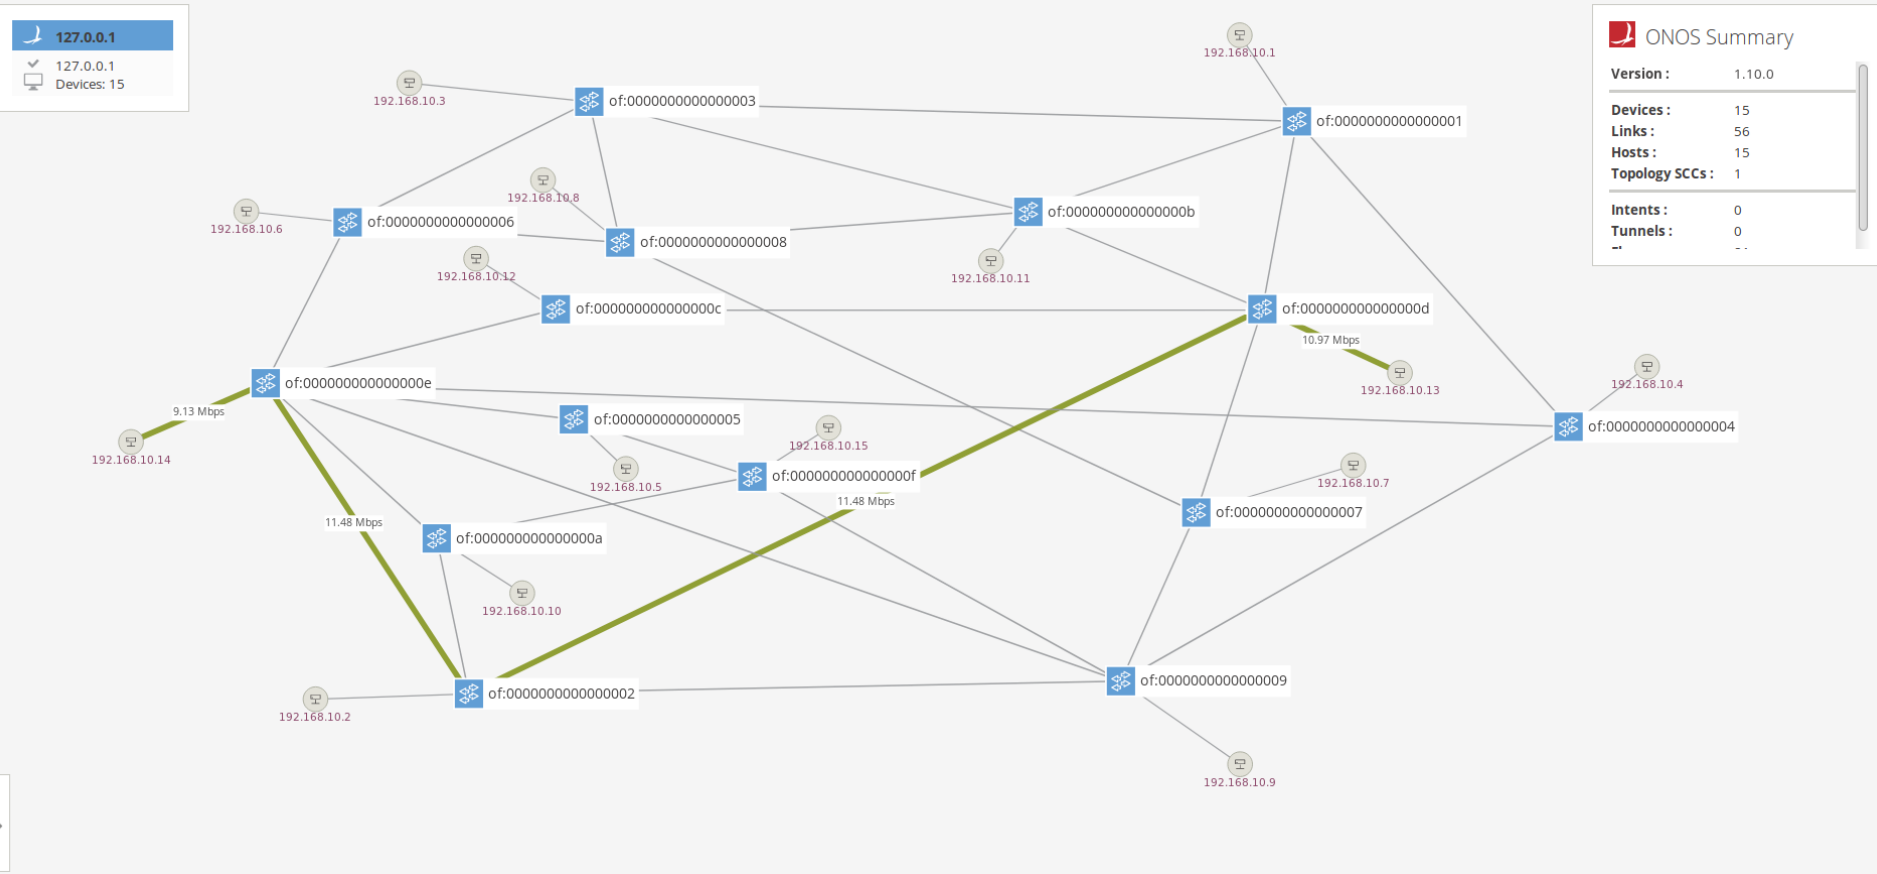 127.0.0.1
127.0.0.1
Devices: 15
ONOS Summary
Version : 1.10.0
Devices : 15
Links : 56
Hosts : 15
Topology SCCs : 1
Intents : 0
Tunnels : 0
192.168.10.1
192.168.10.3
of:0000000000000003
of:0000000000000001
192.168.10.8
192.168.10.6
of:0000000000000006
of:000000000000000b
of:0000000000000008
192.168.10.12
192.168.10.11
of:000000000000000c
of:000000000000000d
10.97 Mbps
of:000000000000000e
192.168.10.13
192.168.10.4
9.13 Mbps
of:0000000000000005
of:0000000000000004
192.168.10.15
192.168.10.14
of:000000000000000f
192.168.10.5
192.168.10.7
11.48 Mbps
of:0000000000000007
11.48 Mbps
of:000000000000000a
192.168.10.10
of:0000000000000009
of:0000000000000002
192.168.10.2
192.168.10.9